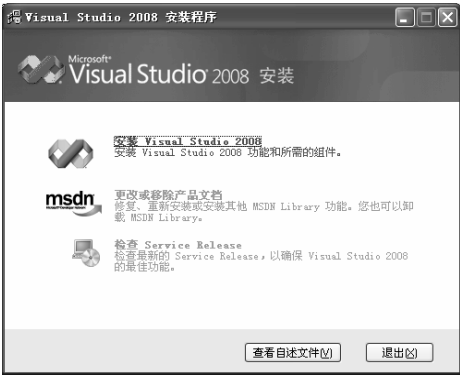 Visual Studio 2008 安装程序
Microsoft
Visual Studio 2008 安装
安装 Visual Studio 2008
安装 Visual Studio 2008 功能和所需的组件。
msdn
更改或移除产品文档
修复、重新安装或安装其他 MSDN Library 功能。您也可以卸
载 MSDN Library。
检查 Service Release
检查最新的 Service Release，以确保 Visual Studio 2008
的最佳功能。
查看自述文件(V)
退出(X)